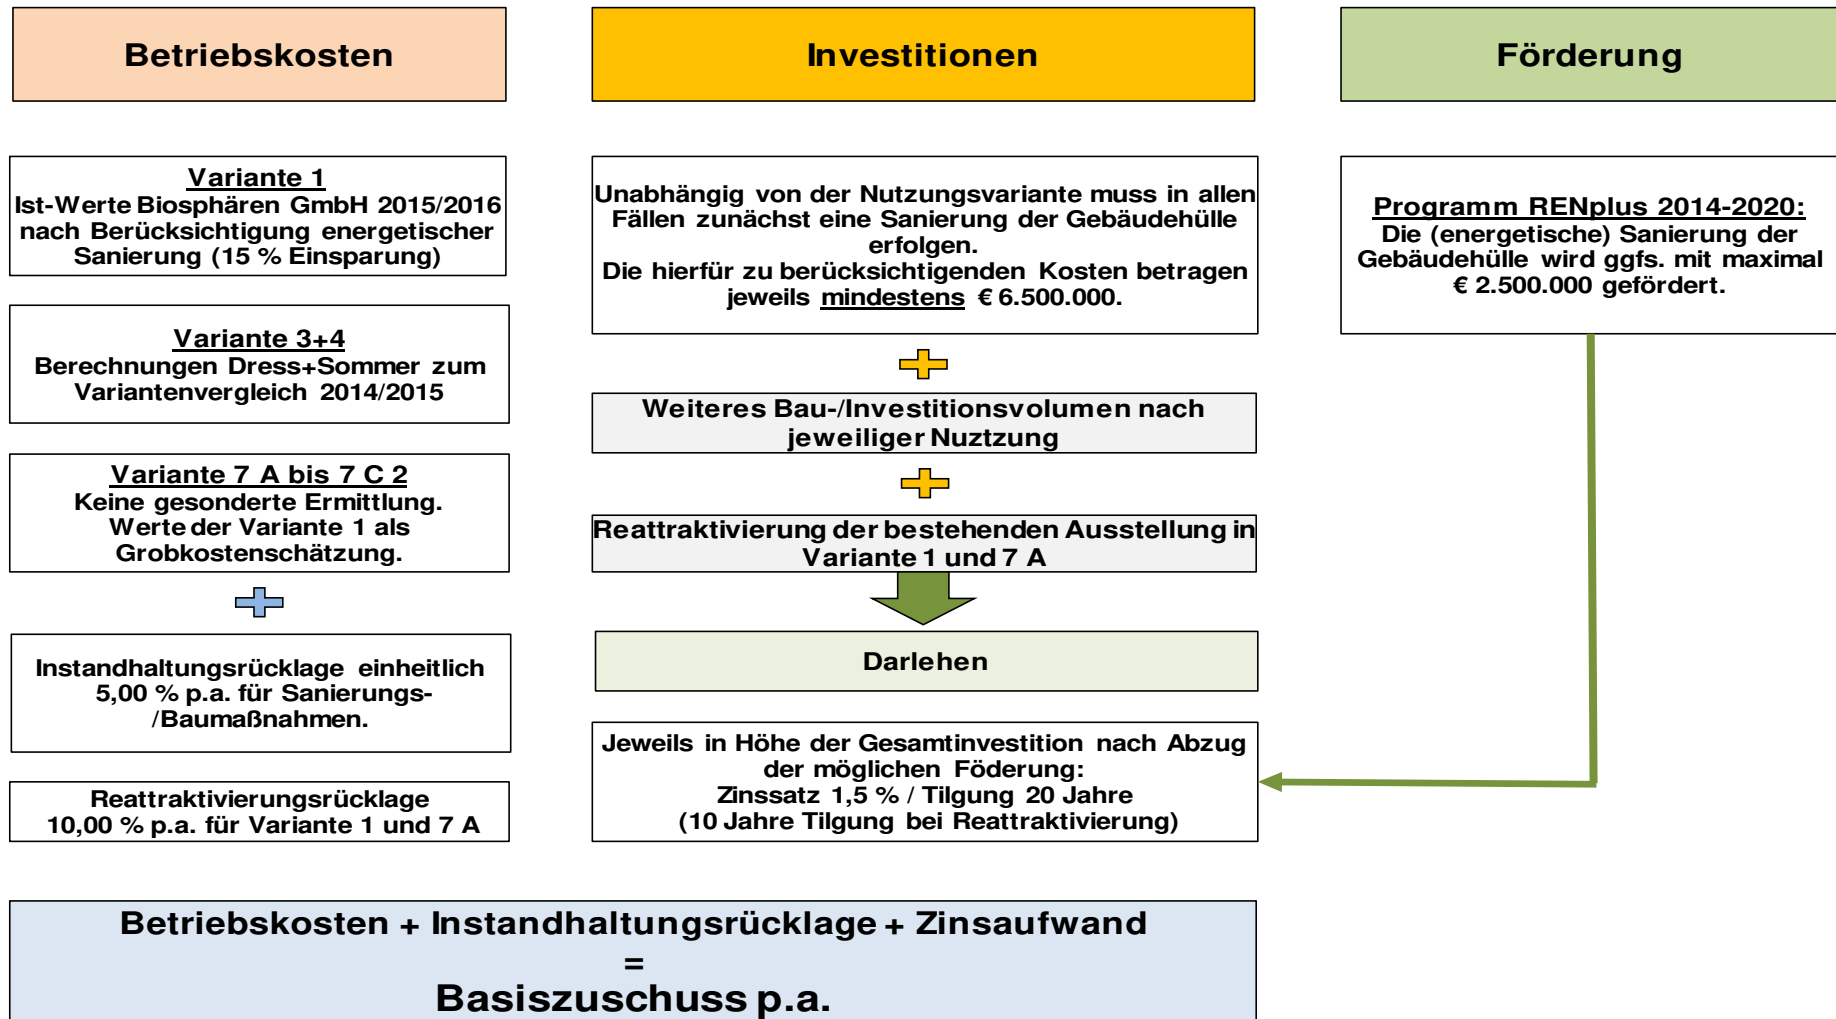 Betriebskosten
Variante 1
Ist-Werte Biosphären GmbH 2015/2016
nach Berücksichtigung energetischer
Sanierung (15 % Einsparung)
Variante 3+4
Berechnungen Dress+Sommer zum
Variantenvergleich 2014/2015
Variante 7 A bis 7 C 2
Keine gesonderte Ermittlung.
Werte der Variante 1 als
Grobkostenschätzung.
Instandhaltungsrücklage einheitlich
5,00 % p.a. für Sanierungs-
/Baumaßnahmen.
Reattraktivierungsrücklage
10,00 % p.a. für Variante 1 und 7 A
Investitionen
Unabhängig von der Nutzungsvariante muss in allen
Fällen zunächst eine Sanierung der Gebäudehülle
erfolgen.
Die hierfür zu berücksichtigenden Kosten betragen
jeweils mindestens € 6.500.000.
Weiteres Bau-/Investitionsvolumen nach
jeweiliger Nuztzung
Reattraktivierung der bestehenden Ausstellung in
Variante 1 und 7 A
Darlehen
Jeweils in Höhe der Gesamtinvestition nach Abzug
der möglichen Föderung:
Zinssatz 1,5 % / Tilgung 20 Jahre
(10 Jahre Tilgung bei Reattraktivierung)
Förderung
Programm RENplus 2014-2020:
Die (energetische) Sanierung der
Gebäudehülle wird ggfs. mit maximal
€ 2.500.000 gefördert.
Betriebskosten + Instandhaltungsrücklage + Zinsaufwand
=
Basiszuschuss p.a.